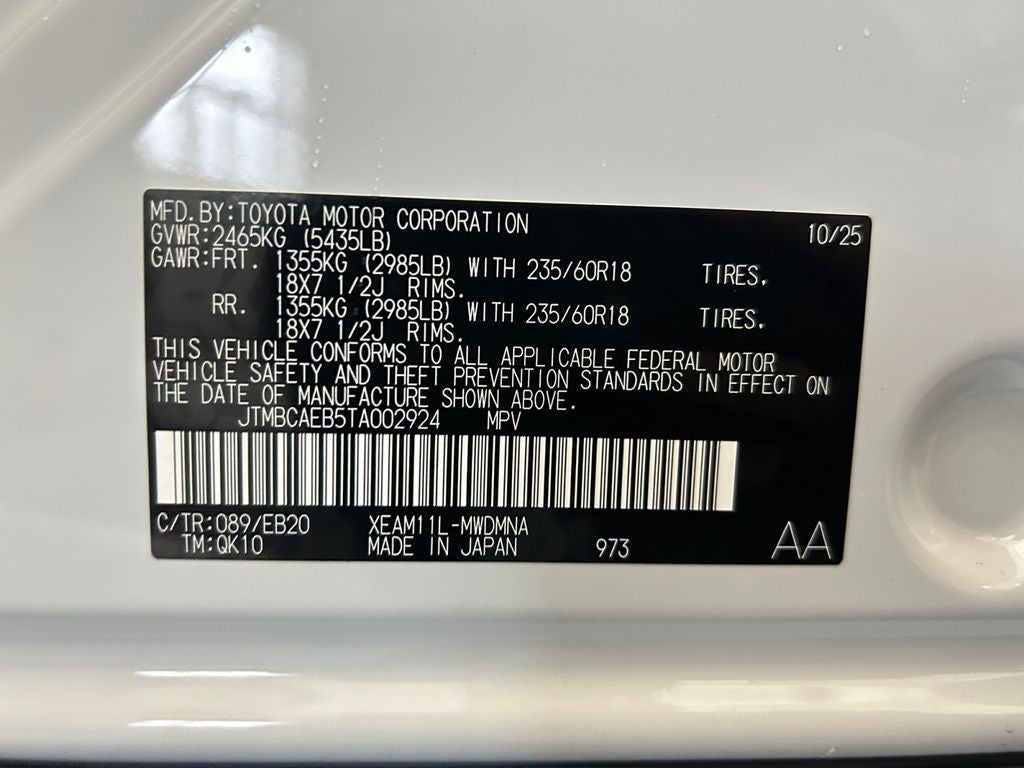 MFD.BY:TOYOTA MOTOR CORPORATION 10/25
GVWR:2465KG (5435LB)
GAWR:FRT. 1355KG (2985LB) WITH 235/60R18 TIRES.
18X7 1/2J RIMS.
RR. 1355KG (2985LB) WITH 235/60R18 TIRES.
18X7 1/2J RIMS.
THIS VEHICLE CONFORMS TO ALL APPLICABLE FEDERAL MOTOR
VEHICLE SAFETY AND THEFT PREVENTION STANDARDS IN EFFECT ON
THE DATE OF MANUFACTURE SHOWN ABOVE.
JTMBCAEB5TA002924 MPV
C/TR:089/EB20 XEAM11L-MWDMNA
TM:QK10 MADE IN JAPAN 973 AA